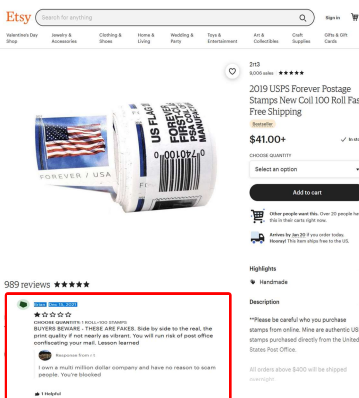 Etsy
Search for anything
Sign in
Valentine's Day Shop
Jewelry & Accessories
Clothing & Shoes
Home & Living
Wedding & Party
Toys & Entertainment
Art & Collectibles
Craft Supplies
Gifts & Gift Cards
FOREVER / USA
US FLAG
FOREVER
2rt3
9,000 sales
2019 USPS Forever Postage
Stamps New Coil 100 Roll Fas
Free Shipping
Bestseller
$41.00+
In sto
CHOOSE QUANTITY
Select an option
Add to cart
Other people want this. Over 20 people ha
this in their carts right now.
Arrives by Jan 20 if you order today.
Hooray! This item ships free to the US.
989 reviews
Highlights
Handmade
Description
**Please be careful who you purchase
stamps from online. Mine are authentic US
stamps purchased directly from the United
States Post Office.
All orders above $400 will be shipped
overnight.
CHOOSE QUANTITY: 1 ROLL-100 STAMPS
BUYERS BEWARE - THESE ARE FAKES. Side by side to the real, the
print quality if not nearly as vibrant. You will run risk of post office
confiscating your mail. Lesson learned
Response from
I own a multi million dollar company and have no reason to scam
people. You're blocked
1 Helpful